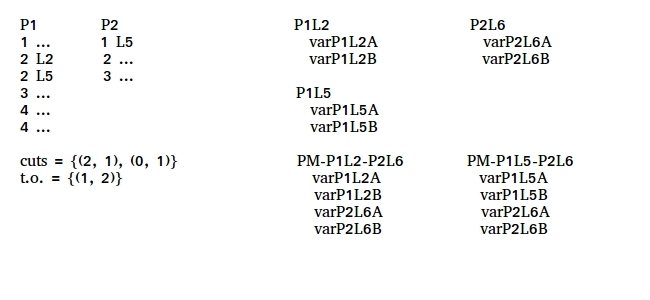 P1 P2
1 ... 1 L5
2 L2 2 ...
2 L5 3 ...
3 ...
4 ...
4 ...
cuts = {(2, 1), (0, 1)}
t.o. = {(1, 2)}
P1L2
varP1L2A
varP1L2B
P2L6
varP2L6A
varP2L6B
P1L5
varP1L5A
varP1L5B
PM-P1L2-P2L6
varP1L2A
varP1L2B
varP2L6A
varP2L6B
PM-P1L5-P2L6
varP1L5A
varP1L5B
varP2L6A
varP2L6B